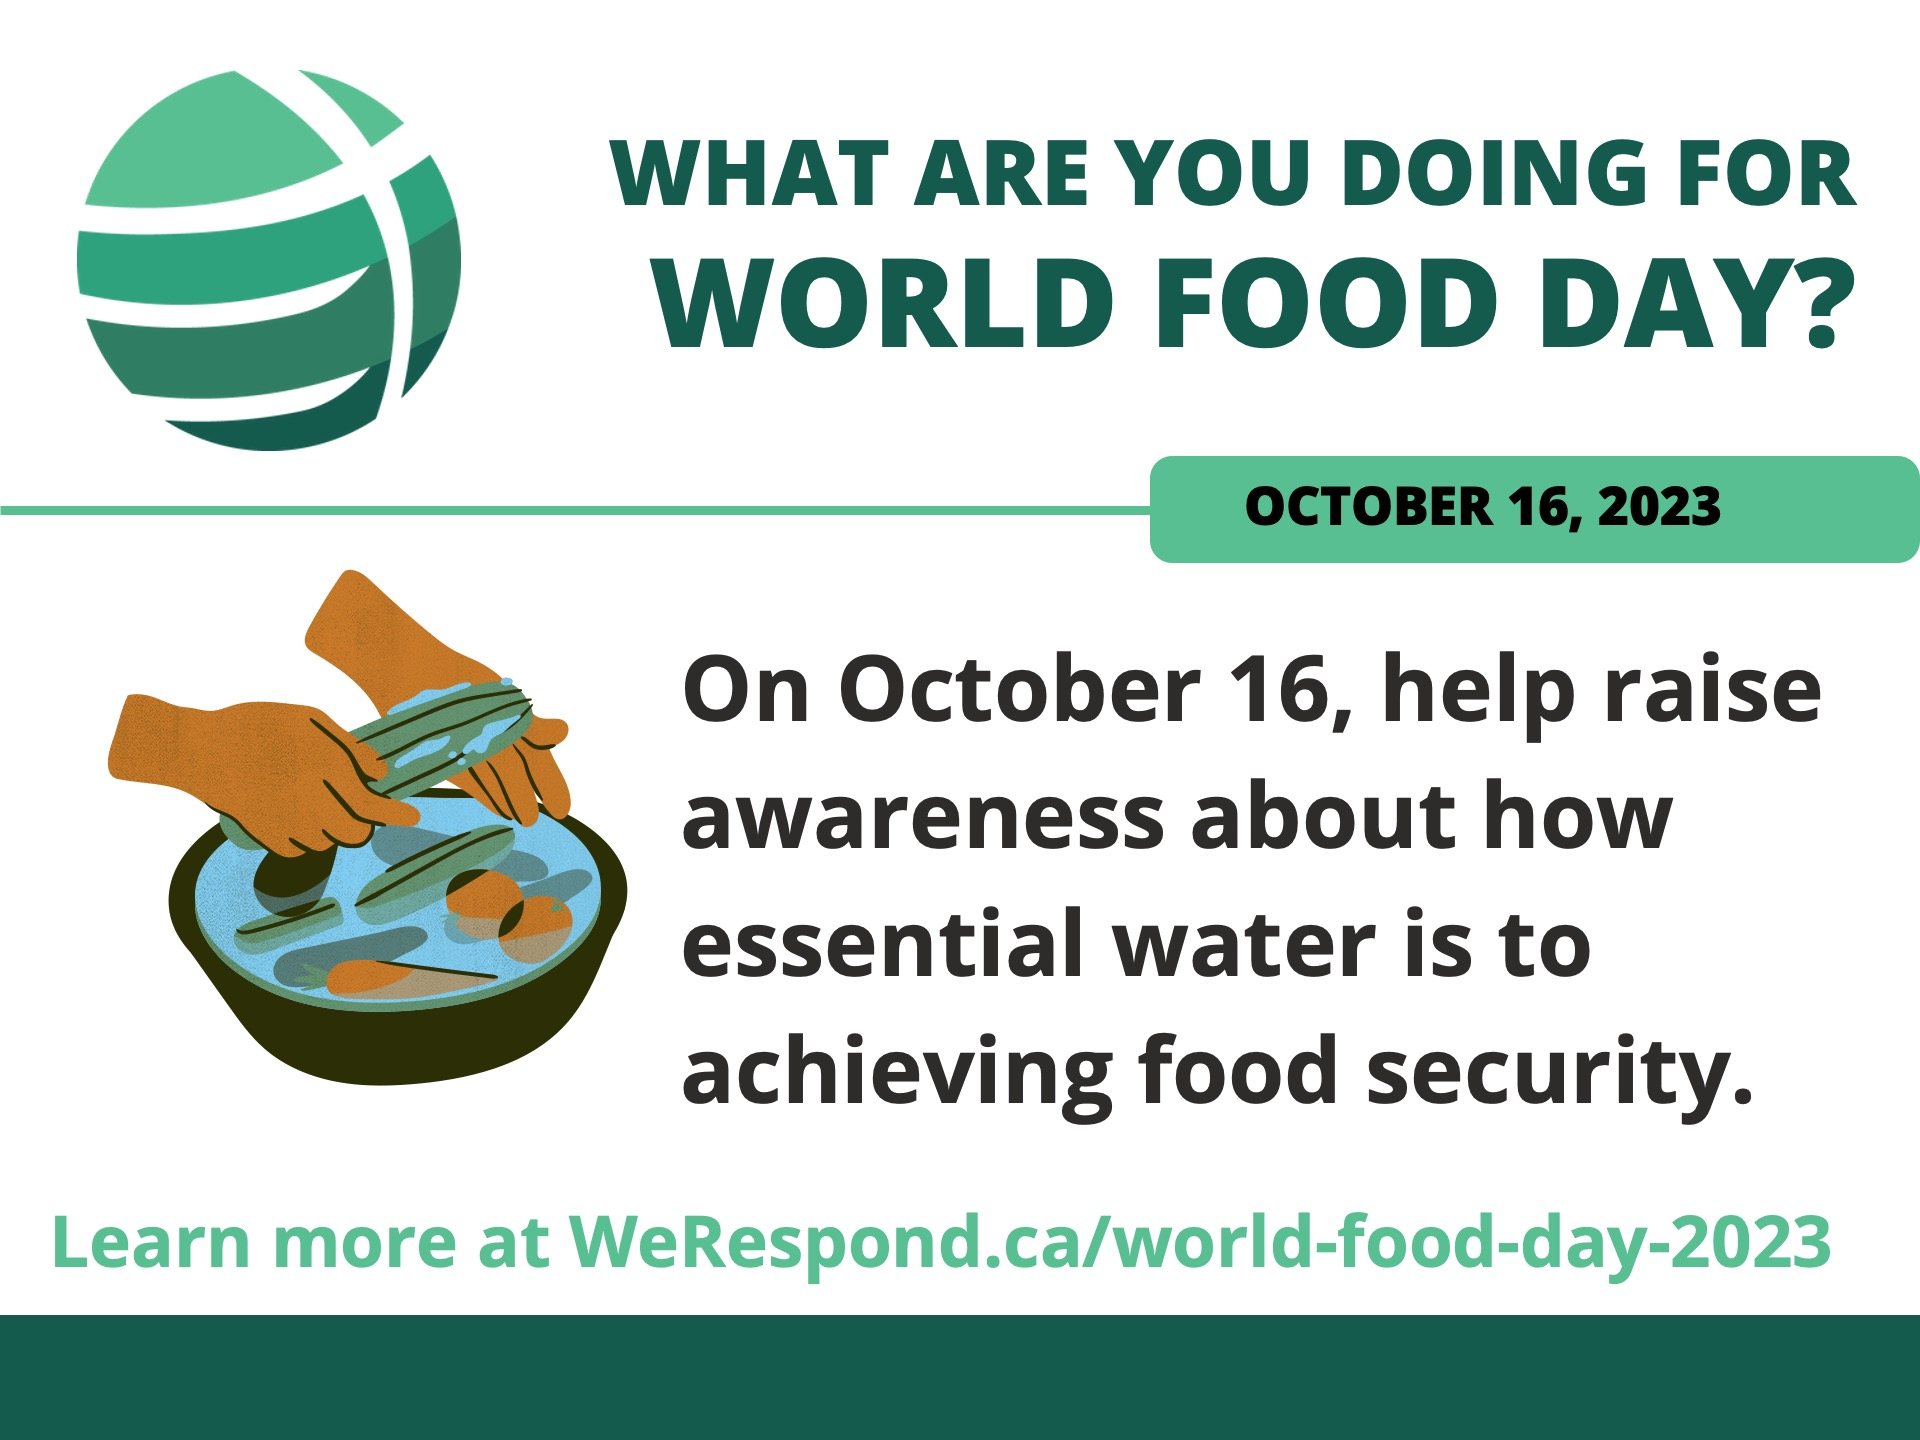 WHAT ARE YOU DOING FOR
WORLD FOOD DAY?
OCTOBER 16, 2023
On October 16, help raise
awareness about how
essential water is to
achieving food security.
Learn more at WeRespond.ca/world-food-day-2023